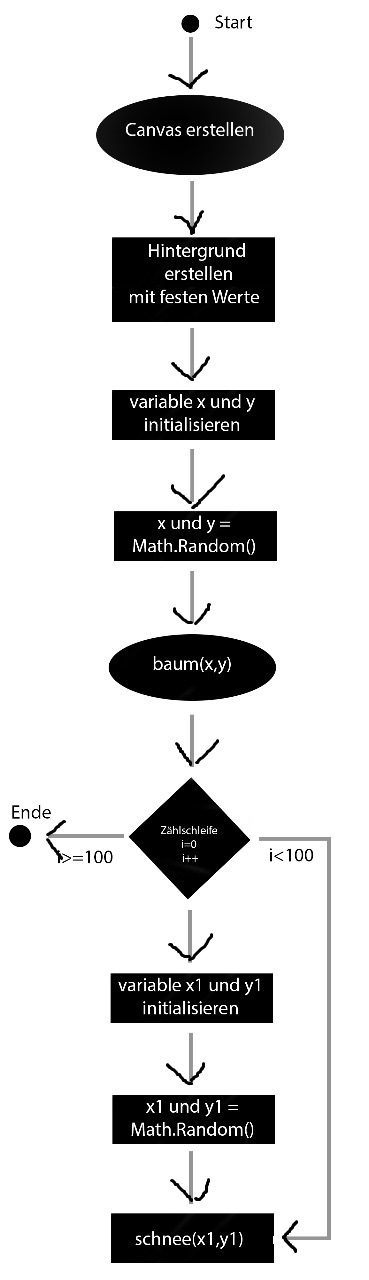 Start
Canvas erstellen
Hintergrund
erstellen
mit festen Werte
variable x und y
initialisieren
x und y =
Math.Random()
baum(x,y)
Zählschleife
i=0
i++
Ende
i>=100
i<100
variable x1 und y1
initialisieren
x1 und y1 =
Math.Random()
schnee(x1,y1)